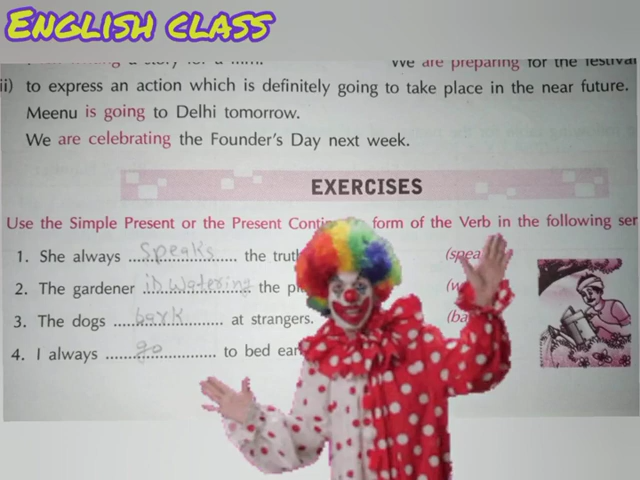 English class
We are preparing for the festival
ii) to express an action which is definitely going to take place in the near future.
Meenu is going to Delhi tomorrow.
We are celebrating the Founder's Day next week.
EXERCISES
Use the Simple Present or the Present form of the Verb in the following
1. She always ....speaks.... the
2. The gardener ..is watering.. the
3. The dogs ....bark.... at strangers.
4. I always ....go.... to bed